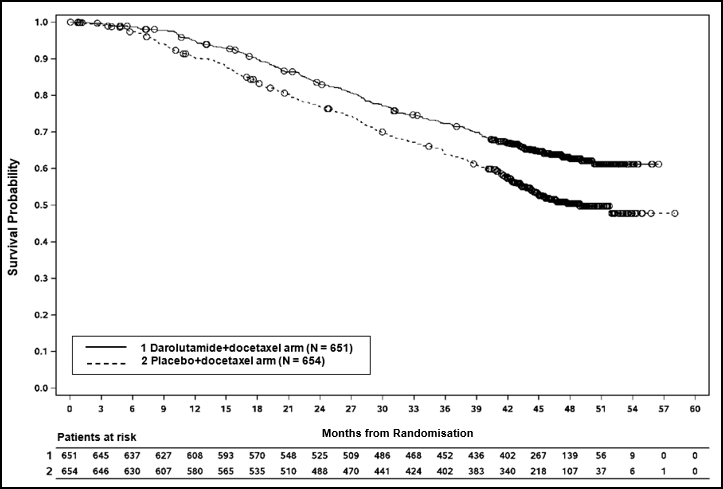 1.0
0.9
0.8
0.7
0.6
0.5
0.4
0.3
0.2
0.1
0.0
Survival Probability
1 Darolutamide+docetaxel arm (N = 651)
2 Placebo+docetaxel arm (N = 654)
0 3 6 9 12 15 18 21 24 27 30 33 36 39 42 45 48 51 54 57 60
Patients at risk
Months from Randomisation
1 651 645 637 627 608 593 570 548 525 509 486 468 452 436 402 267 139 56 9 0 0
2 654 646 630 607 580 565 535 510 488 470 441 424 402 383 340 218 107 37 6 1 0